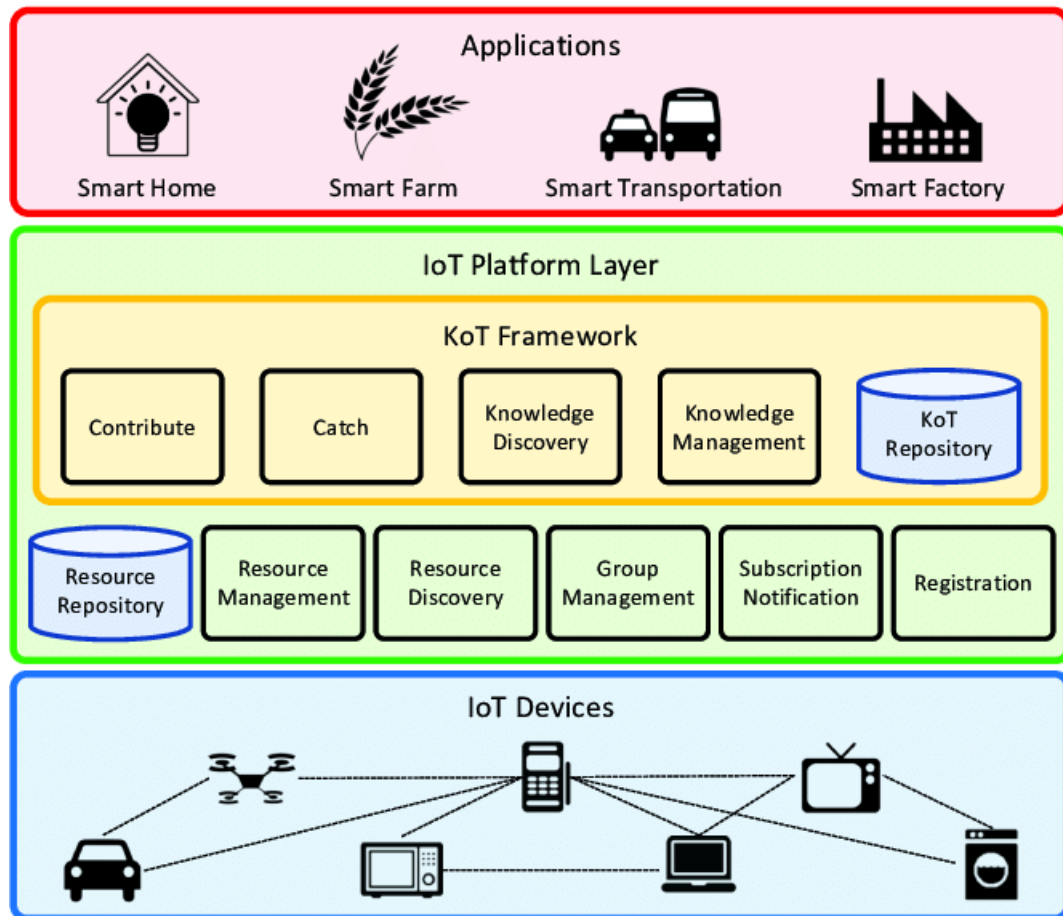 Applications
Smart Home
Smart Farm
Smart Transportation
Smart Factory
IoT Platform Layer
KoT Framework
Contribute
Catch
Knowledge
Discovery
Knowledge
Management
KoT
Repository
Resource
Repository
Resource
Management
Resource
Discovery
Group
Management
Subscription
Notification
Registration
IoT Devices